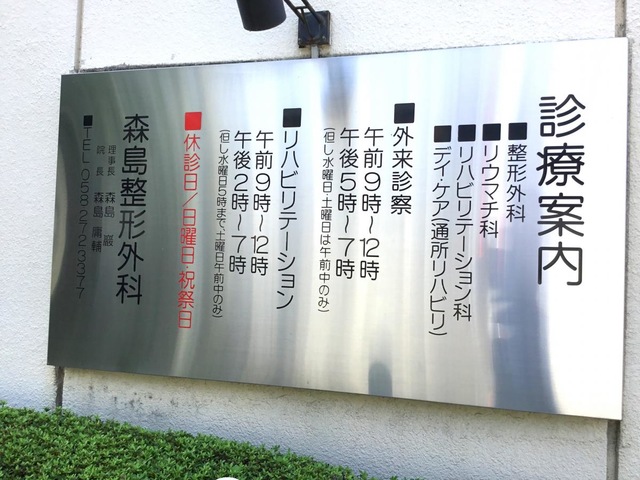 診療案内
■整形外科
■リウマチ科
■リハビリテーション科
■デイ・ケア(通所リハビリ)
■外来診察
午前9時～12時
午後5時～7時
(但し水曜日・土曜日は午前中のみ)
■リハビリテーション
午前9時～12時
午後2時～7時
(但し水曜日5時まで、土曜日午前中のみ)
■休診日／日曜日・祝祭日
森島整形外科
理事長 森島 巖
院長 森島庸輔
■TEL 058 272 3377